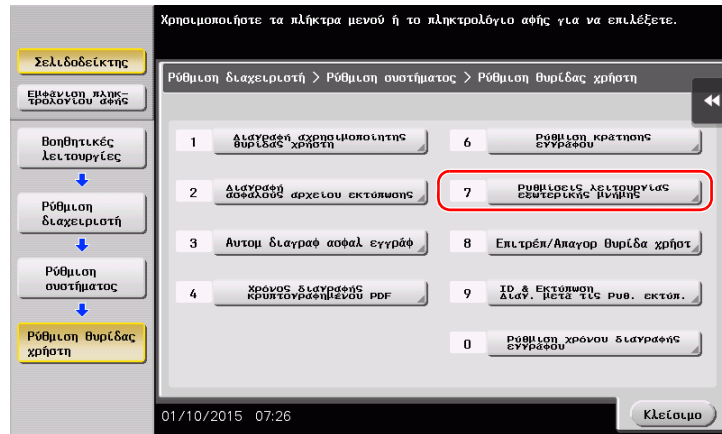 Χρησιμοποιήστε τα πλήκτρα μενού ή το πληκτρολόγιο αφής για να επιλέξετε.
Σελιδοδείκτης
Εμφάνιση πληκ-
τρολογίου αφής
Βοηθητικές
λειτουργίες
Ρύθμιση
διαχειριστή
Ρύθμιση
συστήματος
Ρύθμιση θυρίδας
χρήστη
Ρύθμιση διαχειριστή > Ρύθμιση συστήματος > Ρύθμιση θυρίδας χρήστη
1 Διαγραφή αχρησιμοποίητης
θυρίδας χρήστη
6 Ρύθμιση κράτησης
εγγράφου
2 Διαγραφή
ασφαλούς αρχείου εκτύπωσης
7 Ρυθμίσεις λειτουργίας
εξωτερικής μνήμης
3 Αυτομ διαγραφ ασφαλ εγγράφ
8 Επιτρέπ/Απαγορ θυρίδα χρήστ
4 Χρόνος διαγραφής
κρυπτογραφημένου PDF
9 ID & Εκτύπωση
Διαγ. μετά τις ρυθ. εκτύπ.
0 Ρύθμιση χρόνου διαγραφής
εγγράφου
01/10/2015 07:26
Κλείσιμο